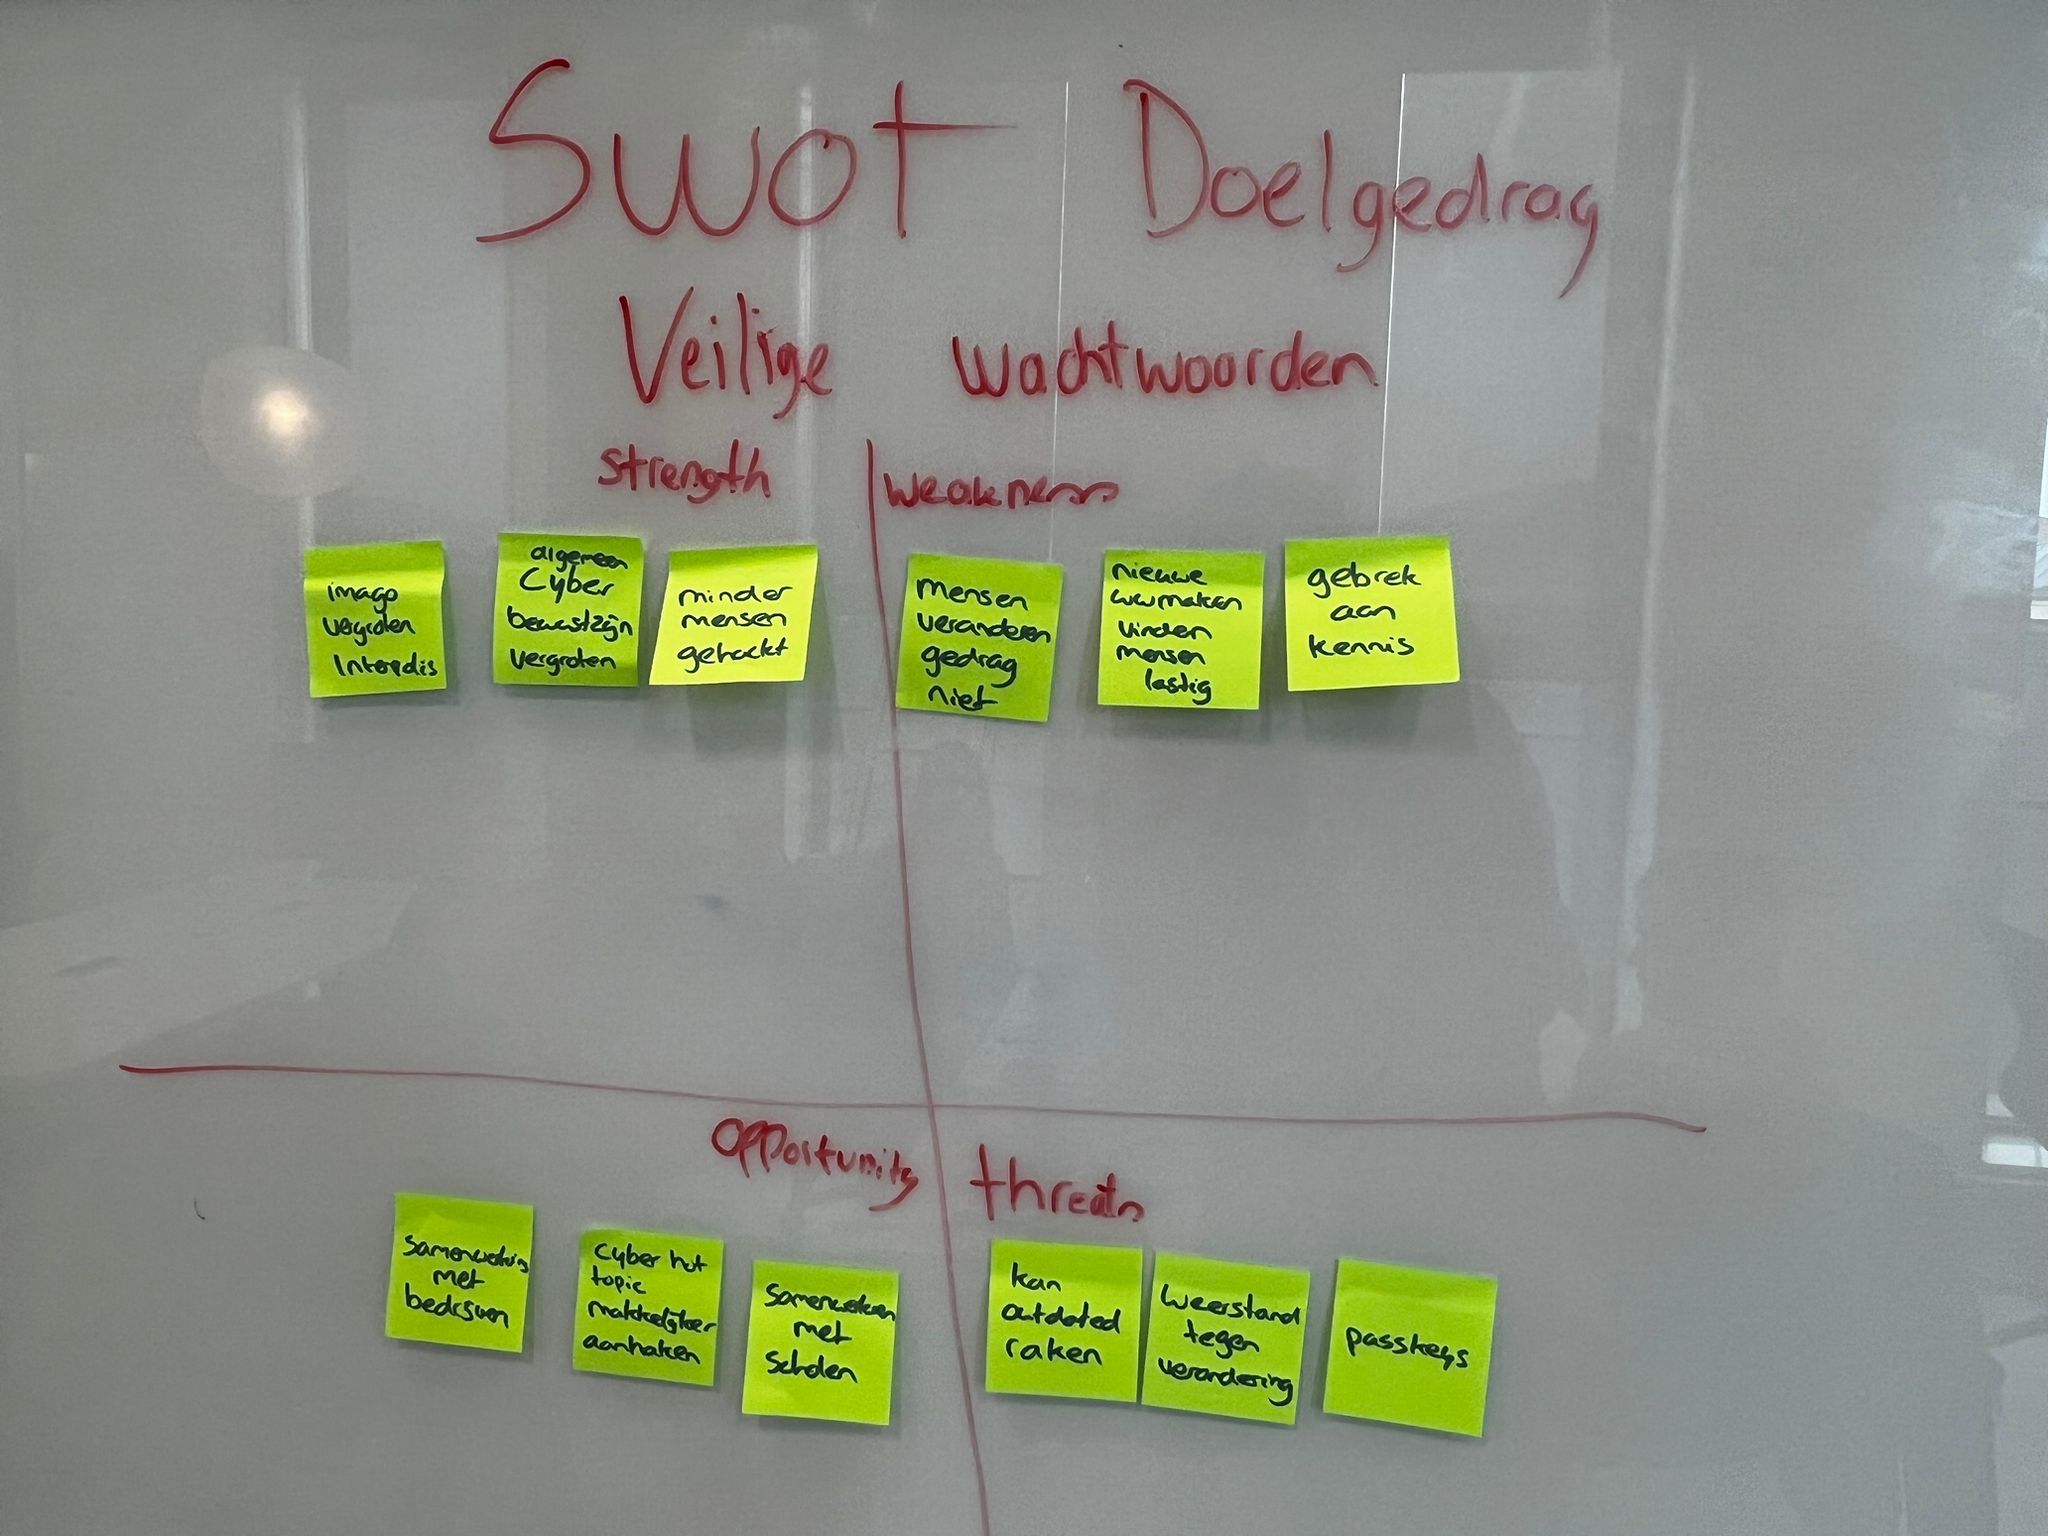 Swot Doelgedrag
Veilige wachtwoorden
strength
weakness
imago
vergroten
Interpolis
algemeen
Cyber
bewustzijn
vergroten
minder
mensen
gehackt
mensen
veranderen
gedrag
niet
nieuwe
ww maken
vinden
mensen
lastig
gebrek
aan
kennis
opportunity
threats
Samenwerking
met
bedrijven
Cyber hot
topic
makkelijker
aanhaken
Samenwerken
met
Scholen
kan
outdated
raken
Weerstand
tegen
verandering
passkeys